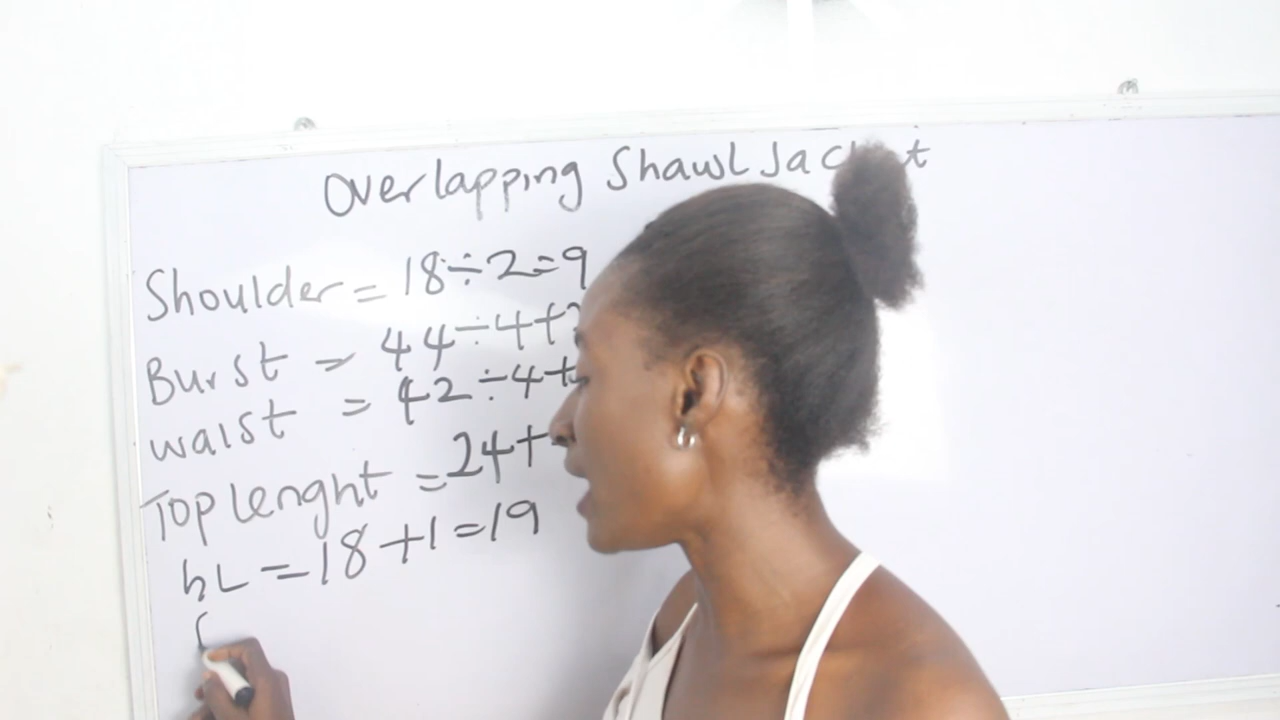 Overlapping Shawl
Shoulder = 18÷2=9
Burst = 44÷4+
waist = 42÷4+
Top lenght = 24+
hL = 18+1=19